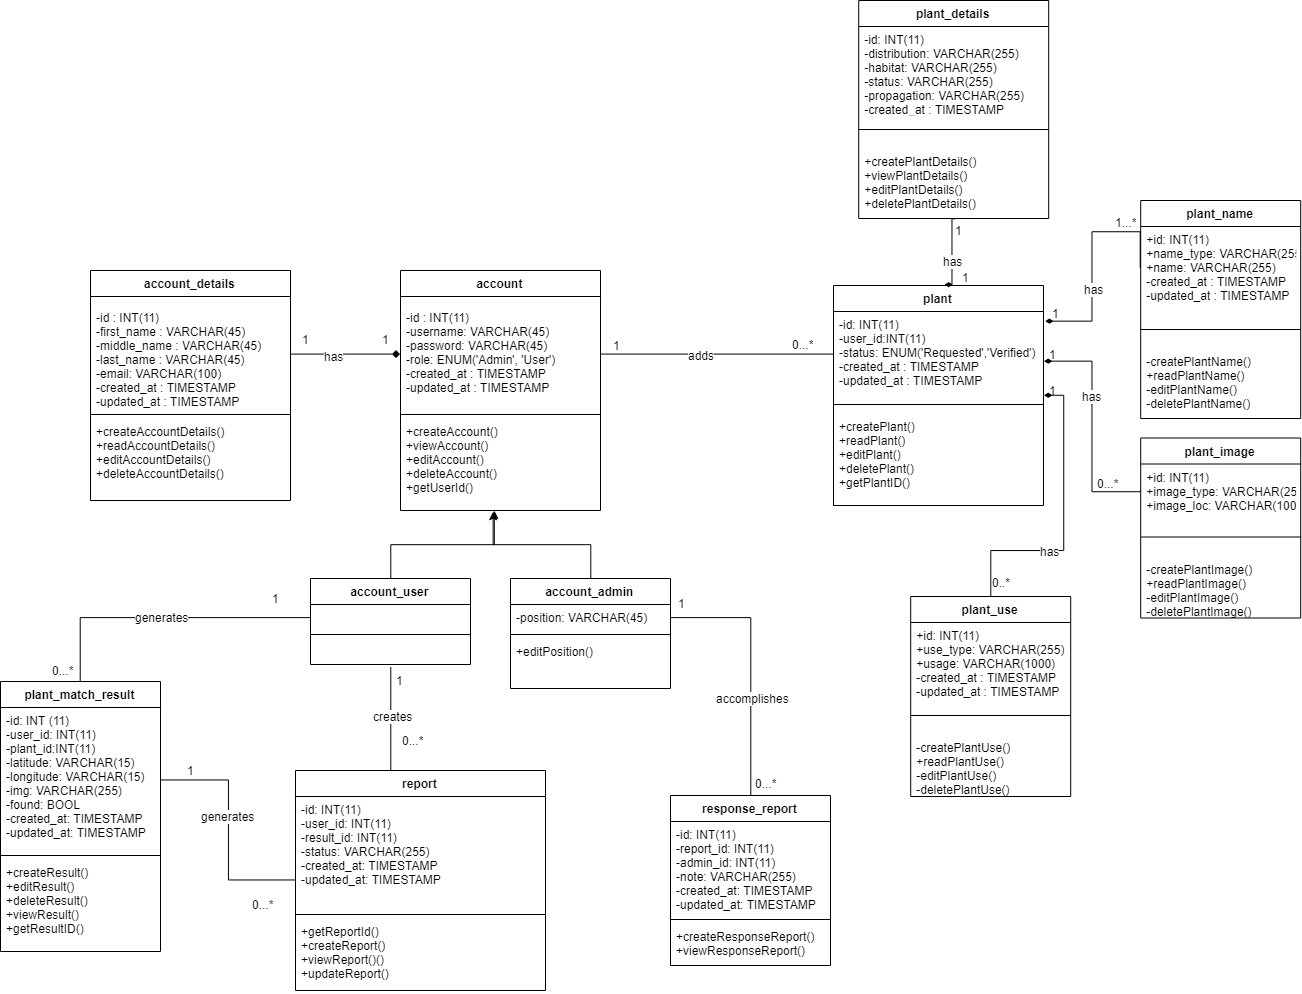 plant_details
-id: INT(11)
-distribution: VARCHAR(255)
-habitat: VARCHAR(255)
-status: VARCHAR(255)
-propagation: VARCHAR(255)
-created_at : TIMESTAMP
+createPlantDetails()
+viewPlantDetails()
+editPlantDetails()
+deletePlantDetails()
1
has
1
plant_name
+id: INT(11)
+name_type: VARCHAR(25
+name: VARCHAR(255)
-created_at : TIMESTAMP
-updated_at : TIMESTAMP
-createPlantName()
+readPlantName()
-editPlantName()
-deletePlantName()
1...*
has
1
account_details
-id : INT(11)
-first_name : VARCHAR(45)
-middle_name : VARCHAR(45)
-last_name : VARCHAR(45)
-email: VARCHAR(100)
-created_at : TIMESTAMP
-updated_at : TIMESTAMP
+createAccountDetails()
+readAccountDetails()
+editAccountDetails()
+deleteAccountDetails()
1
has
1
account
-id : INT(11)
-username: VARCHAR(45)
-password: VARCHAR(45)
-role: ENUM('Admin', 'User')
-created_at : TIMESTAMP
-updated_at : TIMESTAMP
+createAccount()
+viewAccount()
+editAccount()
+deleteAccount()
+getUserId()
1
adds
0...*
plant
-id: INT(11)
-user_id:INT(11)
-status: ENUM('Requested','Verified')
-created_at : TIMESTAMP
-updated_at : TIMESTAMP
+createPlant()
+readPlant()
+editPlant()
+deletePlant()
+getPlantID()
1
has
0...*
1
has
0..*
plant_image
+id: INT(11)
+image_type: VARCHAR(25
+image_loc: VARCHAR(100
-createPlantImage()
+readPlantImage()
-editPlantImage()
-deletePlantImage()
account_user
account_admin
-position: VARCHAR(45)
+editPosition()
plant_use
+id: INT(11)
+use_type: VARCHAR(255)
+usage: VARCHAR(1000)
-created_at : TIMESTAMP
-updated_at : TIMESTAMP
-createPlantUse()
+readPlantUse()
-editPlantUse()
-deletePlantUse()
1
generates
0...*
1
creates
0...*
1
accomplishes
0...*
plant_match_result
-id: INT (11)
-user_id: INT(11)
-plant_id:INT(11)
-latitude: VARCHAR(15)
-longitude: VARCHAR(15)
-img: VARCHAR(255)
-found: BOOL
-created_at: TIMESTAMP
-updated_at: TIMESTAMP
+createResult()
+editResult()
+deleteResult()
+viewResult()
+getResultID()
1
generates
0...*
report
-id: INT(11)
-user_id: INT(11)
-result_id: INT(11)
-status: VARCHAR(255)
-created_at: TIMESTAMP
-updated_at: TIMESTAMP
+getReportId()
+createReport()
+viewReport()()
+updateReport()
response_report
-id: INT(11)
-report_id: INT(11)
-admin_id: INT(11)
-note: VARCHAR(255)
-created_at: TIMESTAMP
-updated_at: TIMESTAMP
+createResponseReport()
+viewResponseReport()